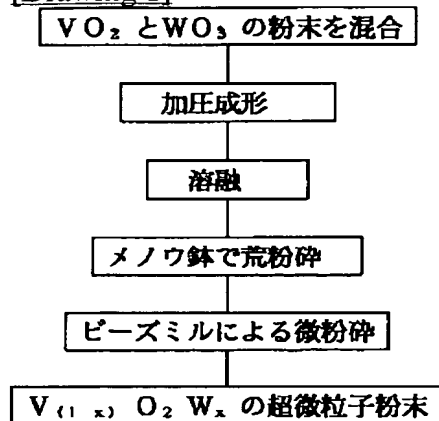 ＶＯ₂ とＷＯ₃ の粉末を混合
加圧成形
溶融
メノウ鉢で荒粉砕
ビーズミルによる微粉砕
Ｖ₍₁ ₓ₎ Ｏ₂ Ｗₓ の超微粒子粉末